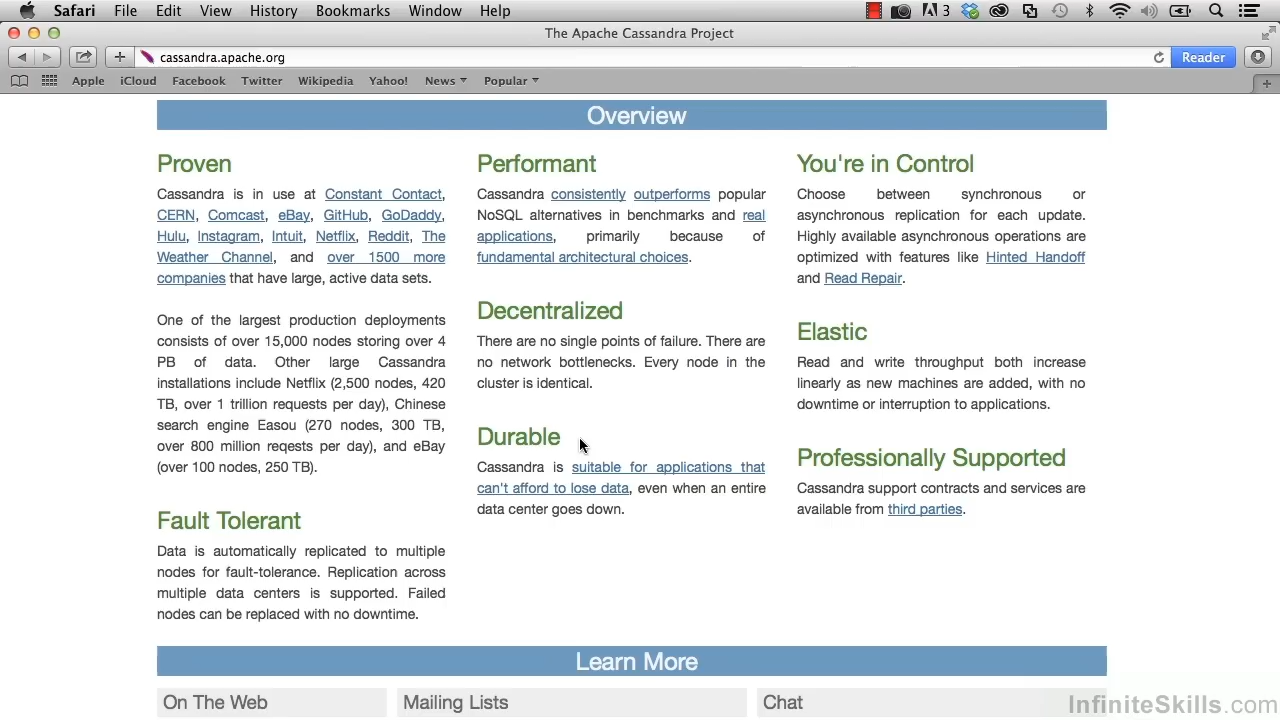 Safari File Edit View History Bookmarks Window Help 3
The Apache Cassandra Project
cassandra.apache.org Reader
Apple iCloud Facebook Twitter Wikipedia Yahoo! News Popular
Overview
Proven
Cassandra is in use at Constant Contact,
CERN, Comcast, eBay, GitHub, GoDaddy,
Hulu, Instagram, Intuit, Netflix, Reddit, The
Weather Channel, and over 1500 more
companies that have large, active data sets.
One of the largest production deployments
consists of over 15,000 nodes storing over 4
PB of data. Other large Cassandra
installations include Netflix (2,500 nodes, 420
TB, over 1 trillion requests per day), Chinese
search engine Easou (270 nodes, 300 TB,
over 800 million reqests per day), and eBay
(over 100 nodes, 250 TB).
Fault Tolerant
Data is automatically replicated to multiple
nodes for fault-tolerance. Replication across
multiple data centers is supported. Failed
nodes can be replaced with no downtime.
Performant
Cassandra consistently outperforms popular
NoSQL alternatives in benchmarks and real
applications, primarily because of
fundamental architectural choices.
Decentralized
There are no single points of failure. There are
no network bottlenecks. Every node in the
cluster is identical.
Durable
Cassandra is suitable for applications that
can't afford to lose data, even when an entire
data center goes down.
You're in Control
Choose between synchronous or
asynchronous replication for each update.
Highly available asynchronous operations are
optimized with features like Hinted Handoff
and Read Repair.
Elastic
Read and write throughput both increase
linearly as new machines are added, with no
downtime or interruption to applications.
Professionally Supported
Cassandra support contracts and services are
available from third parties.
Learn More
On The Web
Mailing Lists
Chat
InfiniteSkills.com